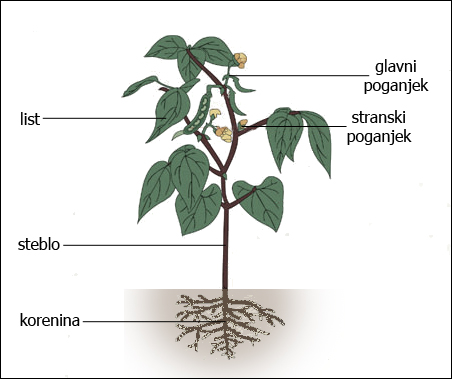 glavni
poganjek
list
stranski
poganjek
steblo
korenina